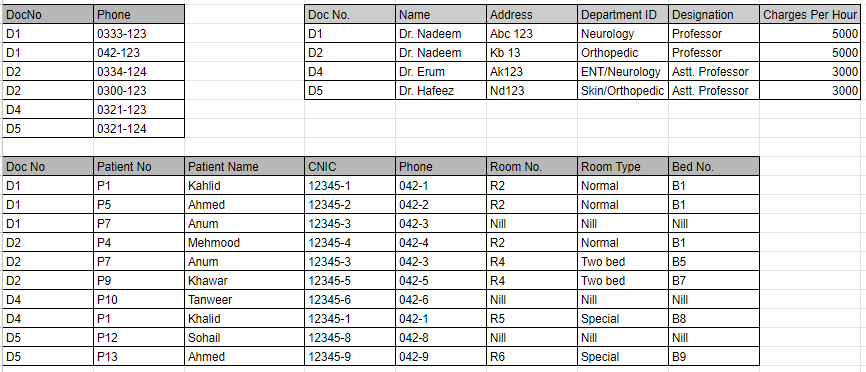 DocNo Phone
D1 0333-123
D1 042-123
D2 0334-124
D2 0300-123
D4 0321-123
D5 0321-124
Doc No. Name Address Department ID Designation Charges Per Hour
D1 Dr. Nadeem Abc 123 Neurology Professor 5000
D2 Dr. Nadeem Kb 13 Orthopedic Professor 5000
D4 Dr. Erum Ak123 ENT/Neurology Astt. Professor 3000
D5 Dr. Hafeez Nd123 Skin/Orthopedic Astt. Professor 3000
Doc No Patient No Patient Name CNIC Phone Room No. Room Type Bed No.
D1 P1 Kahlid 12345-1 042-1 R2 Normal B1
D1 P5 Ahmed 12345-2 042-2 R2 Normal B1
D1 P7 Anum 12345-3 042-3 Nill Nill Nill
D2 P4 Mehmood 12345-4 042-4 R2 Normal B1
D2 P7 Anum 12345-3 042-3 R4 Two bed B5
D2 P9 Khawar 12345-5 042-5 R4 Two bed B7
D4 P10 Tanweer 12345-6 042-6 Nill Nill Nill
D4 P1 Khalid 12345-1 042-1 R5 Special B8
D5 P12 Sohail 12345-8 042-8 Nill Nill Nill
D5 P13 Ahmed 12345-9 042-9 R6 Special B9